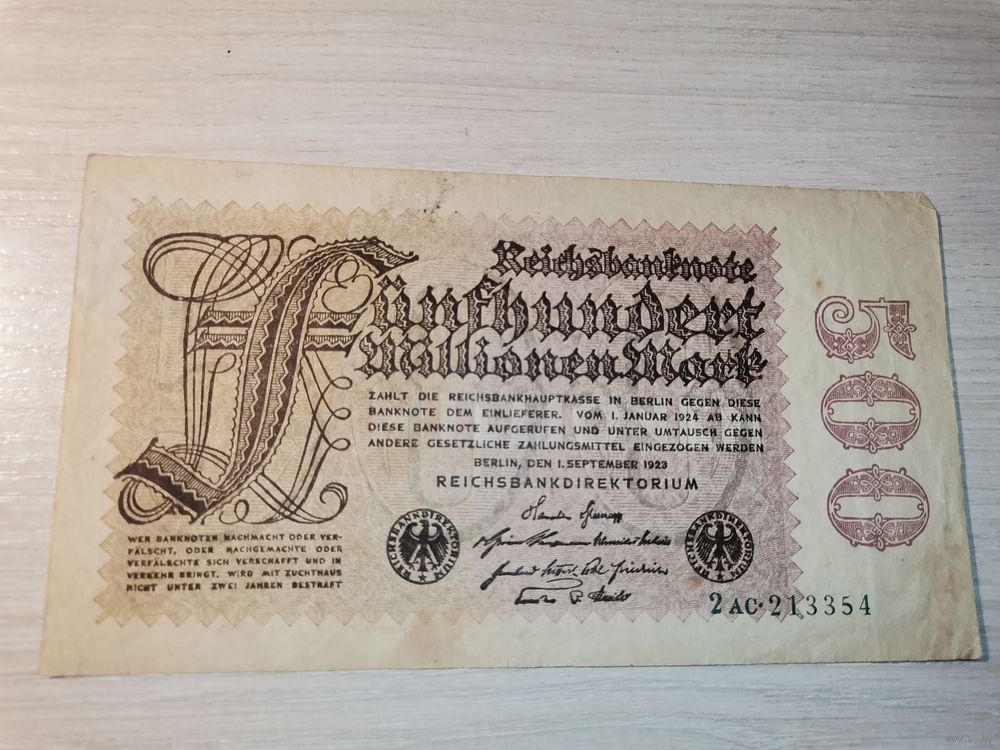 Reichsbanknote
Fünfhundert
Millionen Mark
ZAHLT DIE REICHSBANKHAUPTKASSE IN BERLIN GEGEN DIESE
BANKNOTE DEM EINLIEFERER. VOM 1. JANUAR 1924 AB KANN
DIESE BANKNOTE AUFGERUFEN UND UNTER UMTAUSCH GEGEN
ANDERE GESETZLICHE ZAHLUNGSMITTEL EINGEZOGEN WERDEN
BERLIN, DEN 1. SEPTEMBER 1923
REICHSBANKDIREKTORIUM
WER BANKNOTEN NACHMACHT ODER VER-
FÄLSCHT, ODER NACHGEMACHTE ODER
VERFÄLSCHTE SICH VERSCHAFFT UND IN
VERKEHR BRINGT, WIRD MIT ZUCHTHAUS
NICHT UNTER ZWEI JAHREN BESTRAFT
REICHSBANKDIREKTORIUM
REICHSBANKDIREKTORIUM
2 AC·213354
500